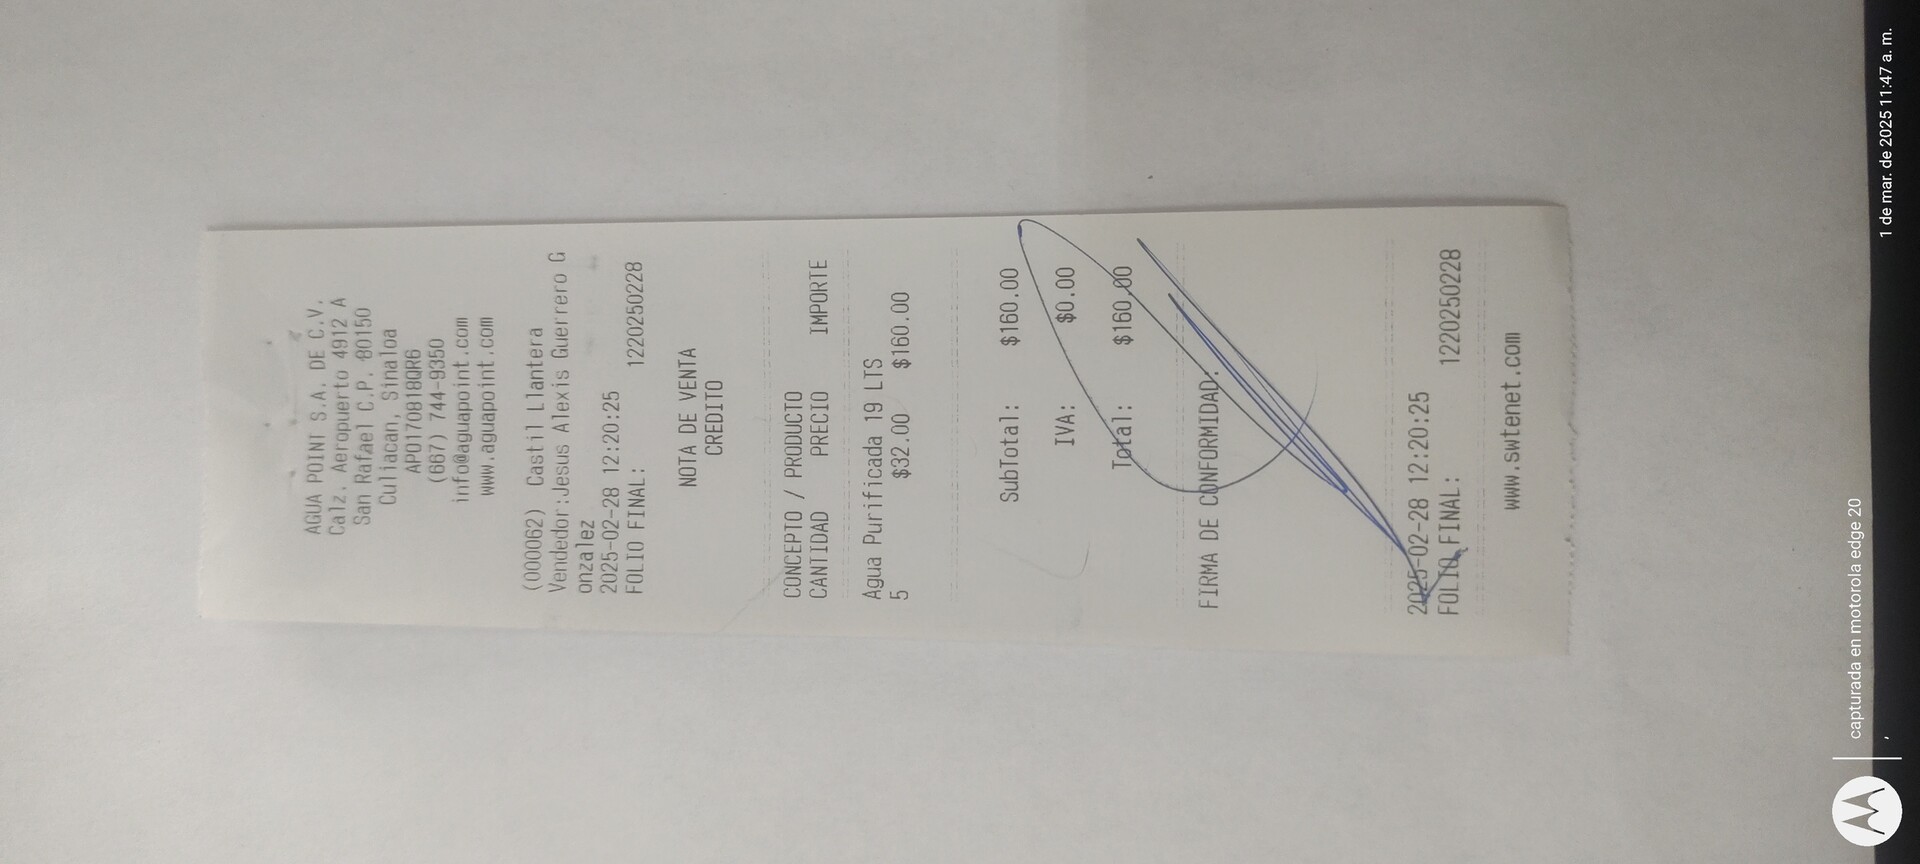 AGUA POINT S.A. DE C.V.
Calz. Aeropuerto 4912 A
San Rafael C.P. 80150
Culiacan, Sinaloa
APO170818QR6
(667) 744-9350
info@aguapoint.com
www.aguapoint.com
(000062) Castil Llantera
Vendedor:Jesus Alexis Guerrero G
onzalez
2025-02-28 12:20:25
FOLIO FINAL: 1220250228
NOTA DE VENTA
CREDITO
CONCEPTO / PRODUCTO
CANTIDAD PRECIO IMPORTE
Agua Purificada 19 LTS
5 $32.00 $160.00
SubTotal: $160.00
IVA: $0.00
Total: $160.00
FIRMA DE CONFORMIDAD:
2025-02-28 12:20:25
FOLIO FINAL: 1220250228
www.swtenet.com
capturada en motorola edge 20
, 1 de mar. de 2025 11:47 a. m.